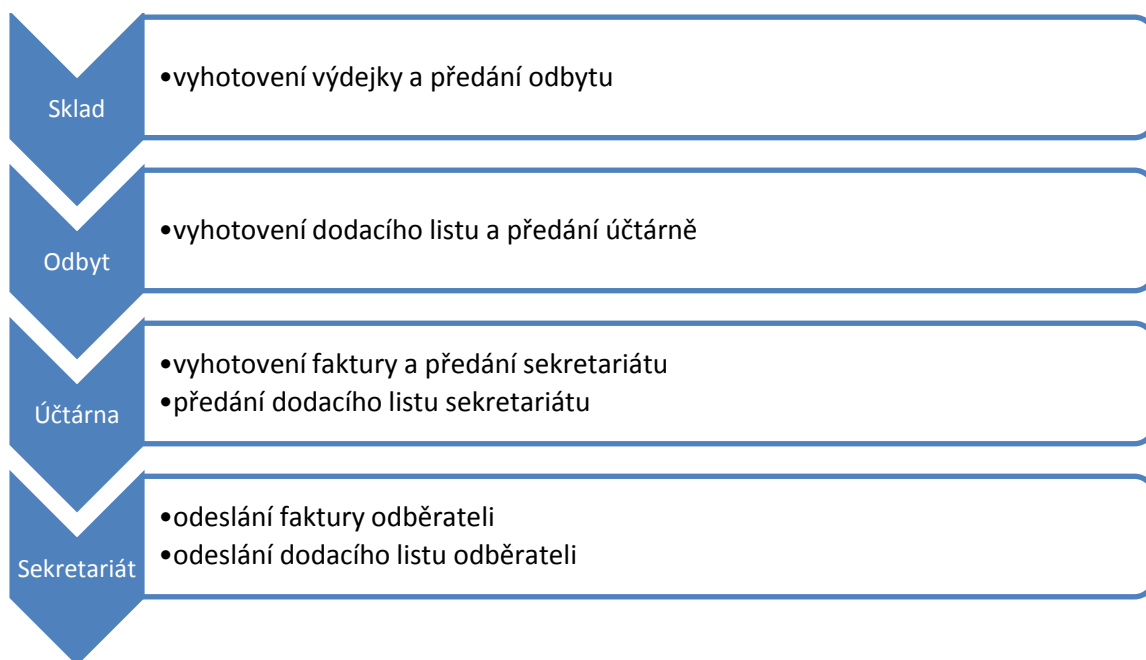 Sklad
•vyhotovení výdejky a předání odbytu
Odbyt
•vyhotovení dodacího listu a předání účtárně
Účtárna
•vyhotovení faktury a předání sekretariátu
•předání dodacího listu sekretariátu
Sekretariát
•odeslání faktury odběrateli
•odeslání dodacího listu odběrateli